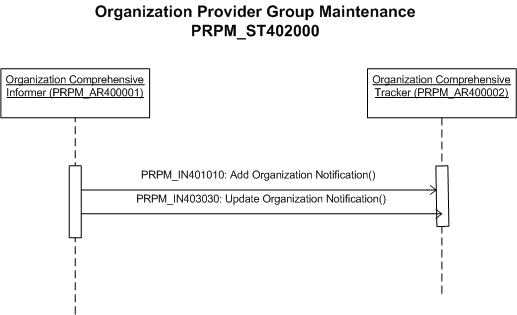 Organization Provider Group Maintenance
PRPM_ST402000
Organization Comprehensive
Informer (PRPM_AR400001)
Organization Comprehensive
Tracker (PRPM_AR400002)
PRPM_IN401010: Add Organization Notification()
PRPM_IN403030: Update Organization Notification()